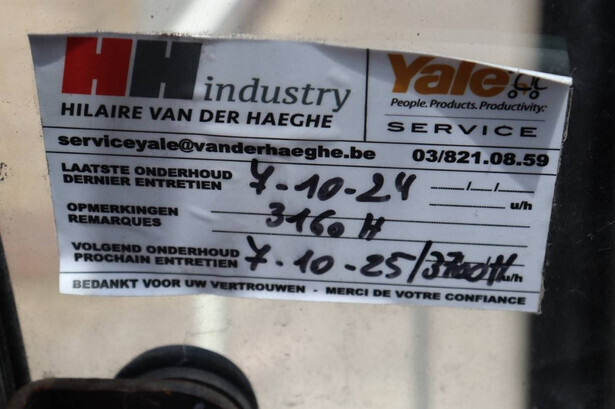 HH industry Yale
HILAIRE VAN DER HAEGHE People. Products. Productivity.
SERVICE
serviceyale@vanderhaeghe.be 03/821.08.59
LAATSTE ONDERHOUD
DERNIER ENTRETIEN 7-10-24 ....../....../......
u/h
OPMERKINGEN
REMARQUES 3160 H
VOLGEND ONDERHOUD
PROCHAIN ENTRETIEN 7-10-25/3700H u/h
BEDANKT VOOR UW VERTROUWEN - MERCI DE VOTRE CONFIANCE